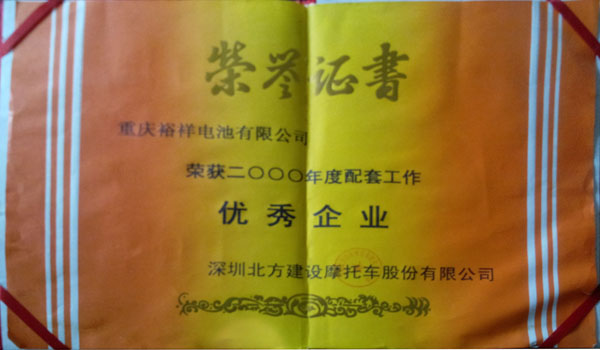 荣誉证书
重庆裕祥电池有限公司
荣获二〇〇〇年度配套工作
优秀企业
深圳北方建设摩托车股份有限公司